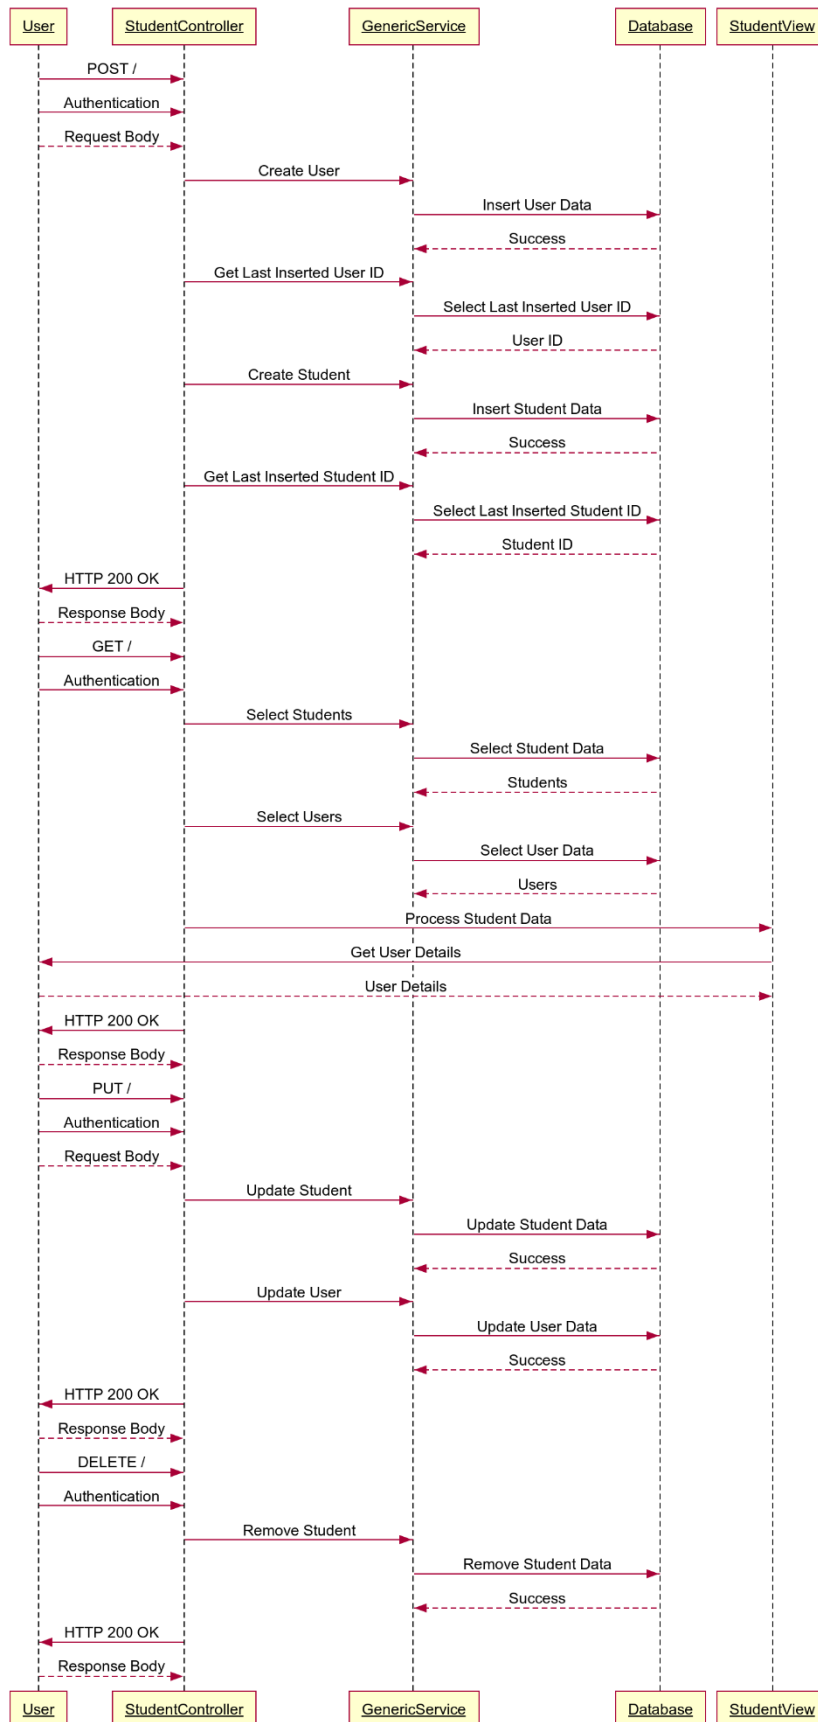 User StudentController GenericService Database StudentView
POST /
Authentication
Request Body
Create User
Insert User Data
Success
Get Last Inserted User ID
Select Last Inserted User ID
User ID
Create Student
Insert Student Data
Success
Get Last Inserted Student ID
Select Last Inserted Student ID
Student ID
HTTP 200 OK
Response Body
GET /
Authentication
Select Students
Select Student Data
Students
Select Users
Select User Data
Users
Process Student Data
Get User Details
User Details
HTTP 200 OK
Response Body
PUT /
Authentication
Request Body
Update Student
Update Student Data
Success
Update User
Update User Data
Success
HTTP 200 OK
Response Body
DELETE /
Authentication
Remove Student
Remove Student Data
Success
HTTP 200 OK
Response Body
User StudentController GenericService Database StudentView